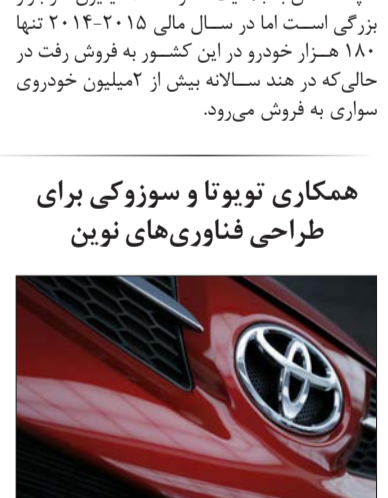 بزرگی است اما در سال مالی ۲۰۱۵-۲۰۱۴ تنها
۱۸۰ هزار خودرو در این کشور به فروش رفت در
حالی‌که در هند سالانه بیش از ۲میلیون خودروی
سواری به فروش می‌رود.
همکاری تویوتا و سوزوکی برای
طراحی فناوری‌های نوین